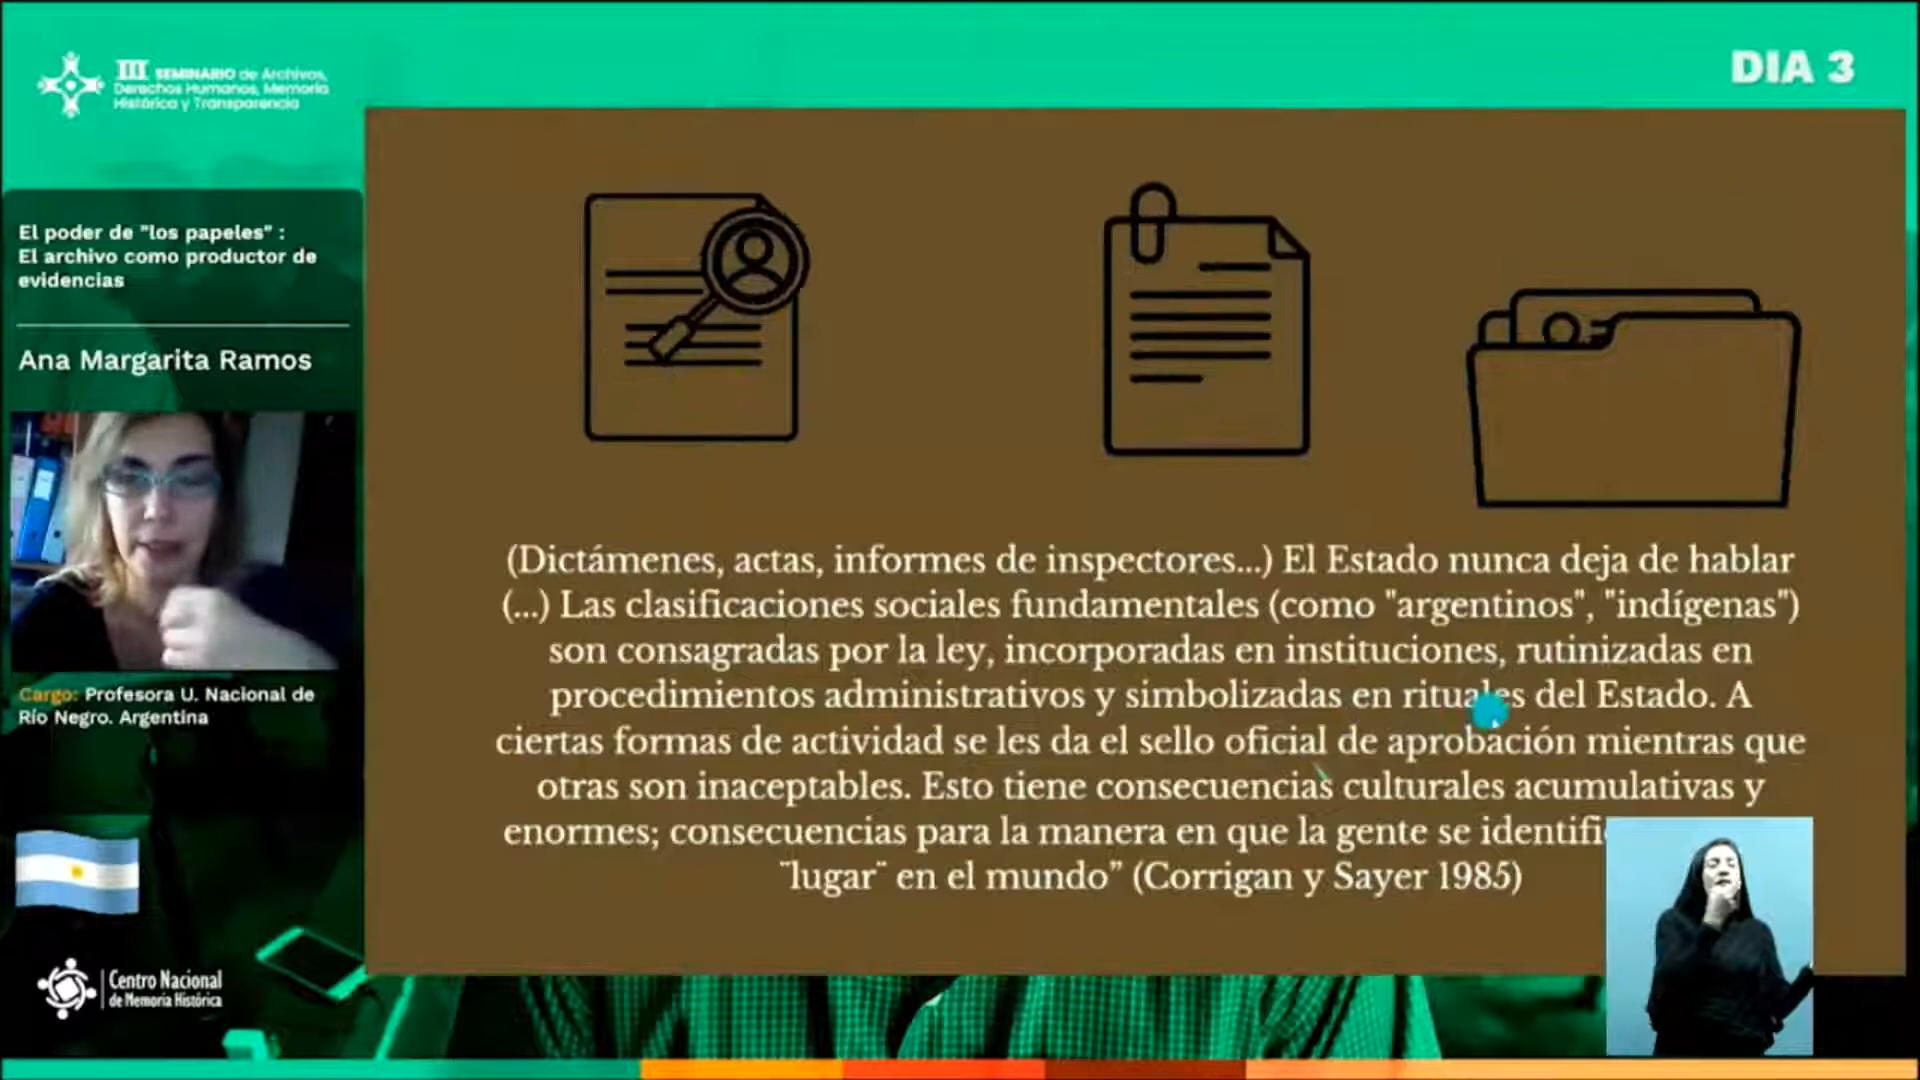 III SEMINARIO de Archivos,
Derechos Humanos, Memoria
Histórica y Transparencia
DIA 3
El poder de "los papeles" :
El archivo como productor de
evidencias
Ana Margarita Ramos
Cargo: Profesora U. Nacional de
Río Negro. Argentina
Centro Nacional
de Memoria Histórica
(Dictámenes, actas, informes de inspectores...) El Estado nunca deja de hablar
(...) Las clasificaciones sociales fundamentales (como "argentinos", "indígenas")
son consagradas por la ley, incorporadas en instituciones, rutinizadas en
procedimientos administrativos y simbolizadas en rituales del Estado. A
ciertas formas de actividad se les da el sello oficial de aprobación mientras que
otras son inaceptables. Esto tiene consecuencias culturales acumulativas y
enormes; consecuencias para la manera en que la gente se identifi
¨lugar¨ en el mundo” (Corrigan y Sayer 1985)